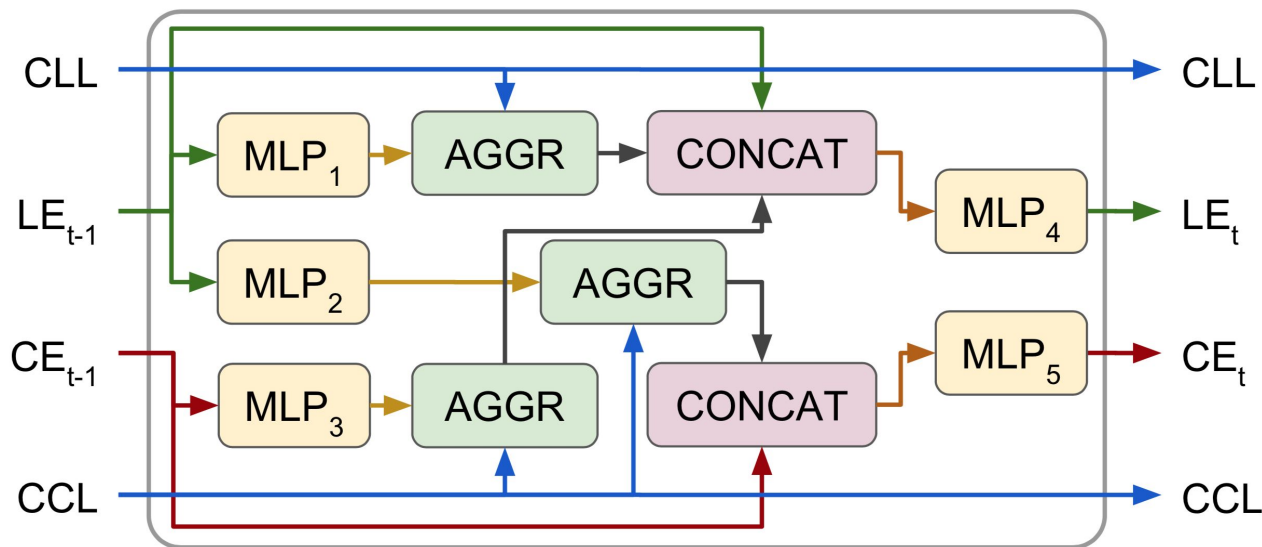 CLL
CLL
MLP1
AGGR
CONCAT
LEt-1
MLP4
LEt
MLP2
AGGR
CEt-1
MLP5
CEt
MLP3
AGGR
CONCAT
CCL
CCL